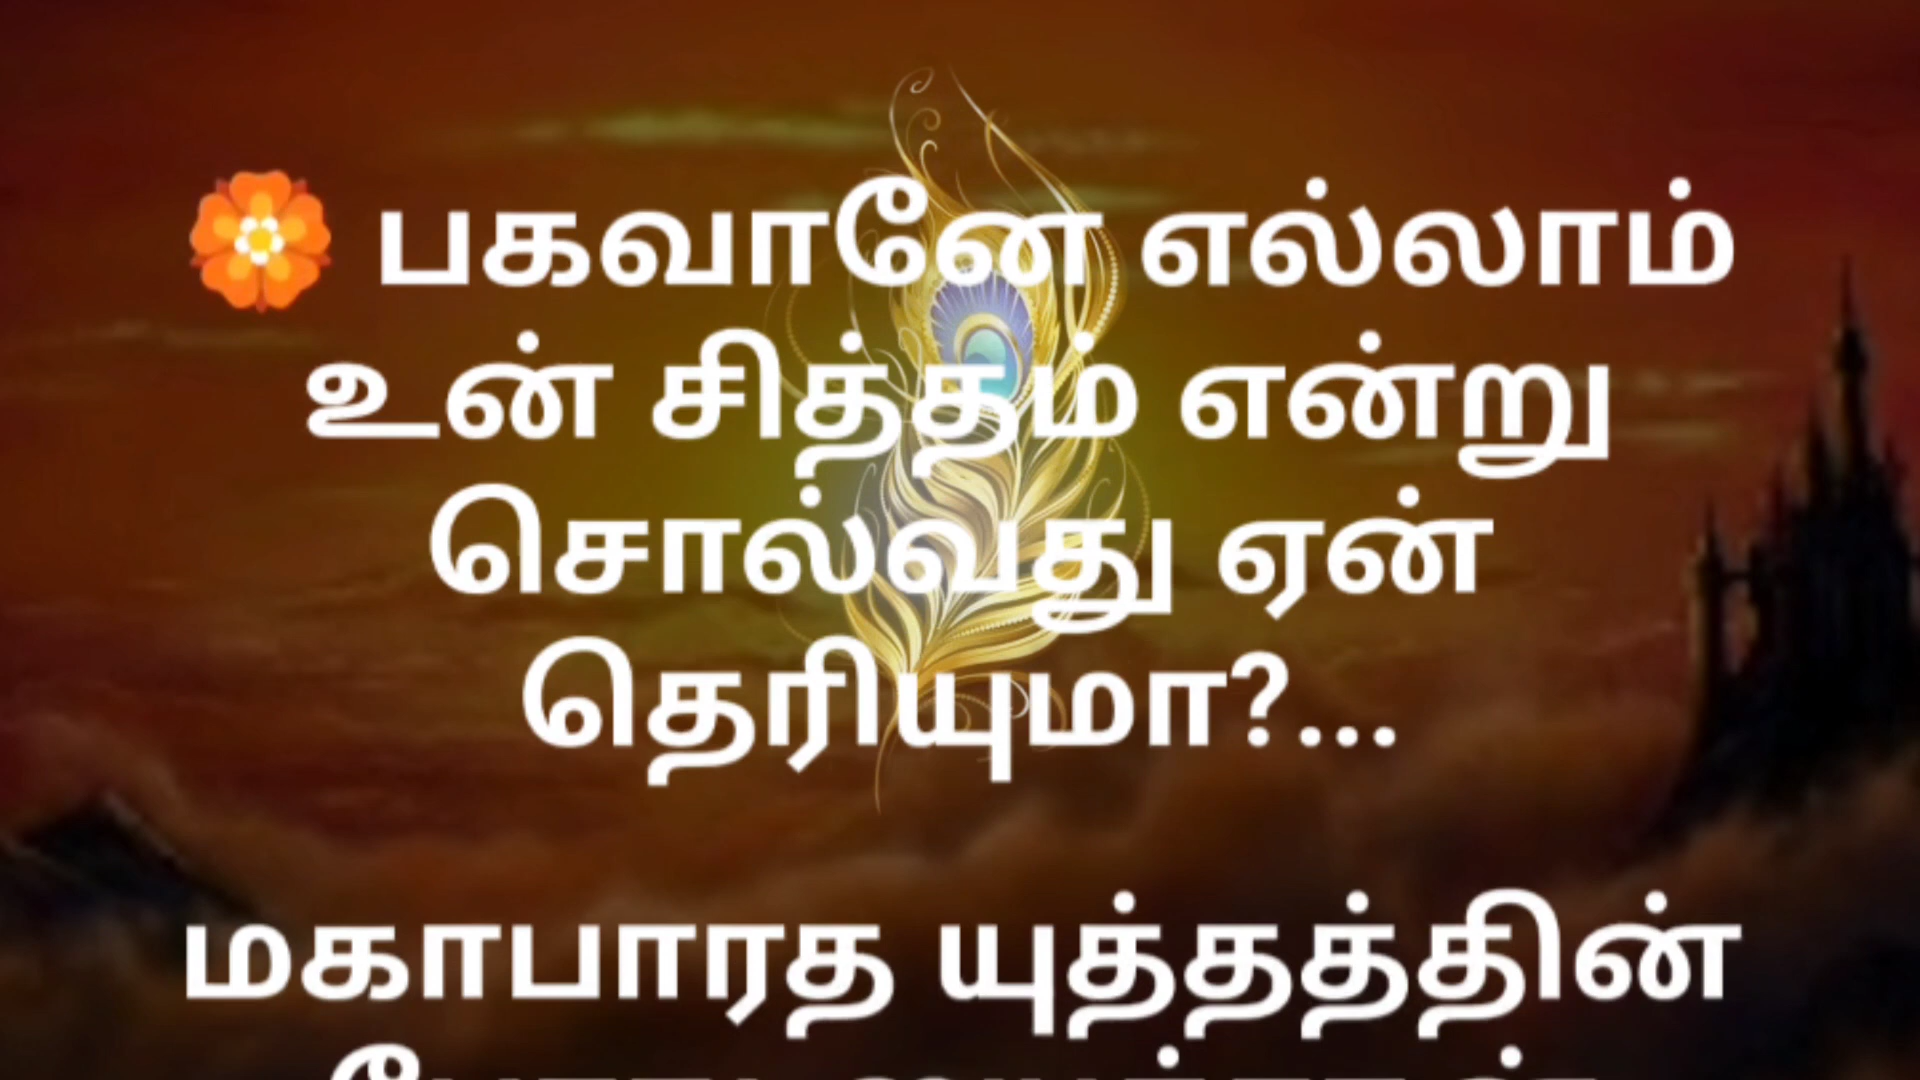 🏵️ பகவானே எல்லாம்
உன் சித்தம் என்று
சொல்வது ஏன்
தெரியுமா?...
மகாபாரத யுத்தத்தின்